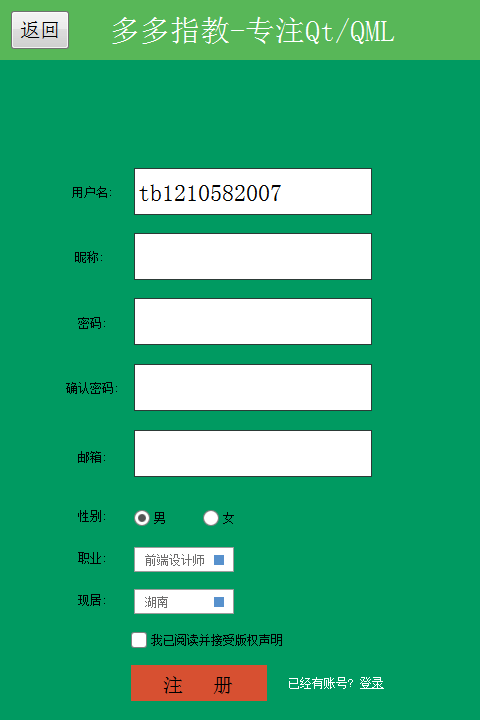 返回 多多指教-专注Qt/QML
用户名: tb1210582007
昵称:
密码:
确认密码:
邮箱:
性别: 男 女
职业: 前端设计师
现居: 湖南
我已阅读并接受版权声明
注 册 已经有账号? 登录